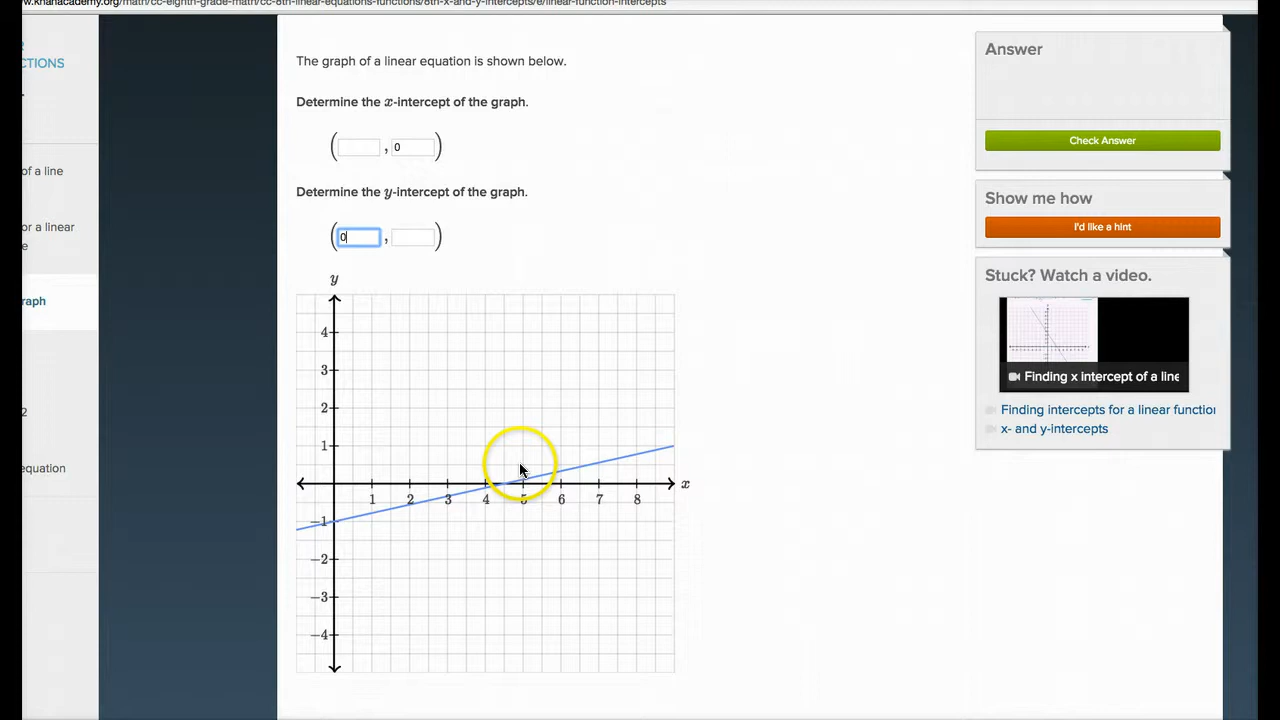 w.khanacademy.org/math/cc-eighth-grade-math/cc-8th-linear-equations-functions/8th-x-and-y-intercepts/e/linear-function-intercepts
R
CTIONS
of a line
or a linear
e
raph
2
equation
The graph of a linear equation is shown below.
Determine the x-intercept of the graph.
( , 0 )
Determine the y-intercept of the graph.
(0 , )
y
4
3
2
1
x
1 2 3 4 5 6 7 8
−1
−2
−3
−4
Answer
Check Answer
Show me how
I'd like a hint
Stuck? Watch a video.
Finding x intercept of a line
Finding intercepts for a linear function
x- and y-intercepts